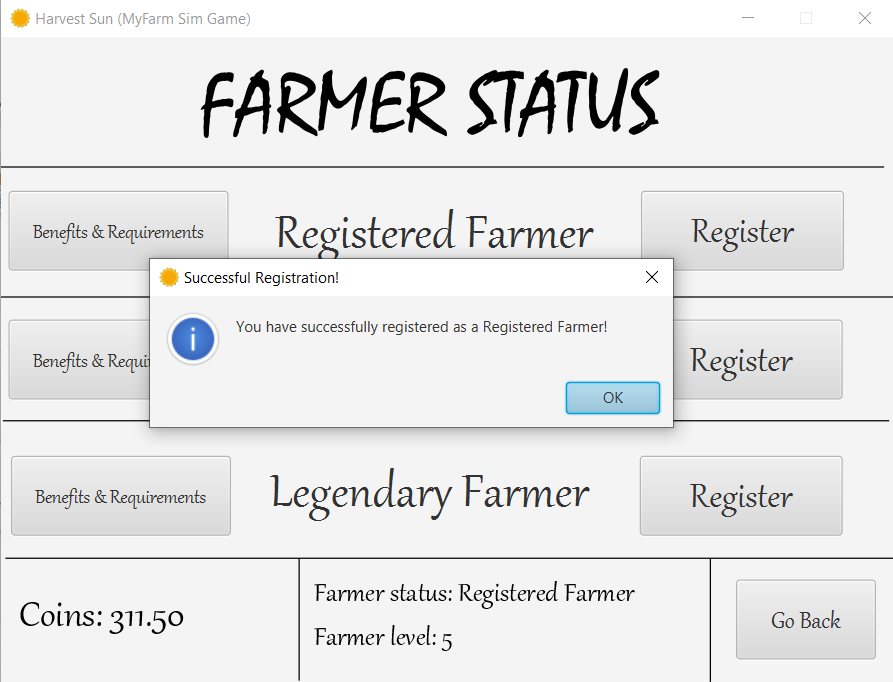 Harvest Sun (MyFarm Sim Game)
FARMER STATUS
Benefits & Requirements
Registered Farmer
Register
Successful Registration!
You have successfully registered as a Registered Farmer!
OK
Benefits &
Register
Benefits & Requirements
Legendary Farmer
Register
Coins: 311.50
Farmer status: Registered Farmer
Farmer level: 5
Go Back